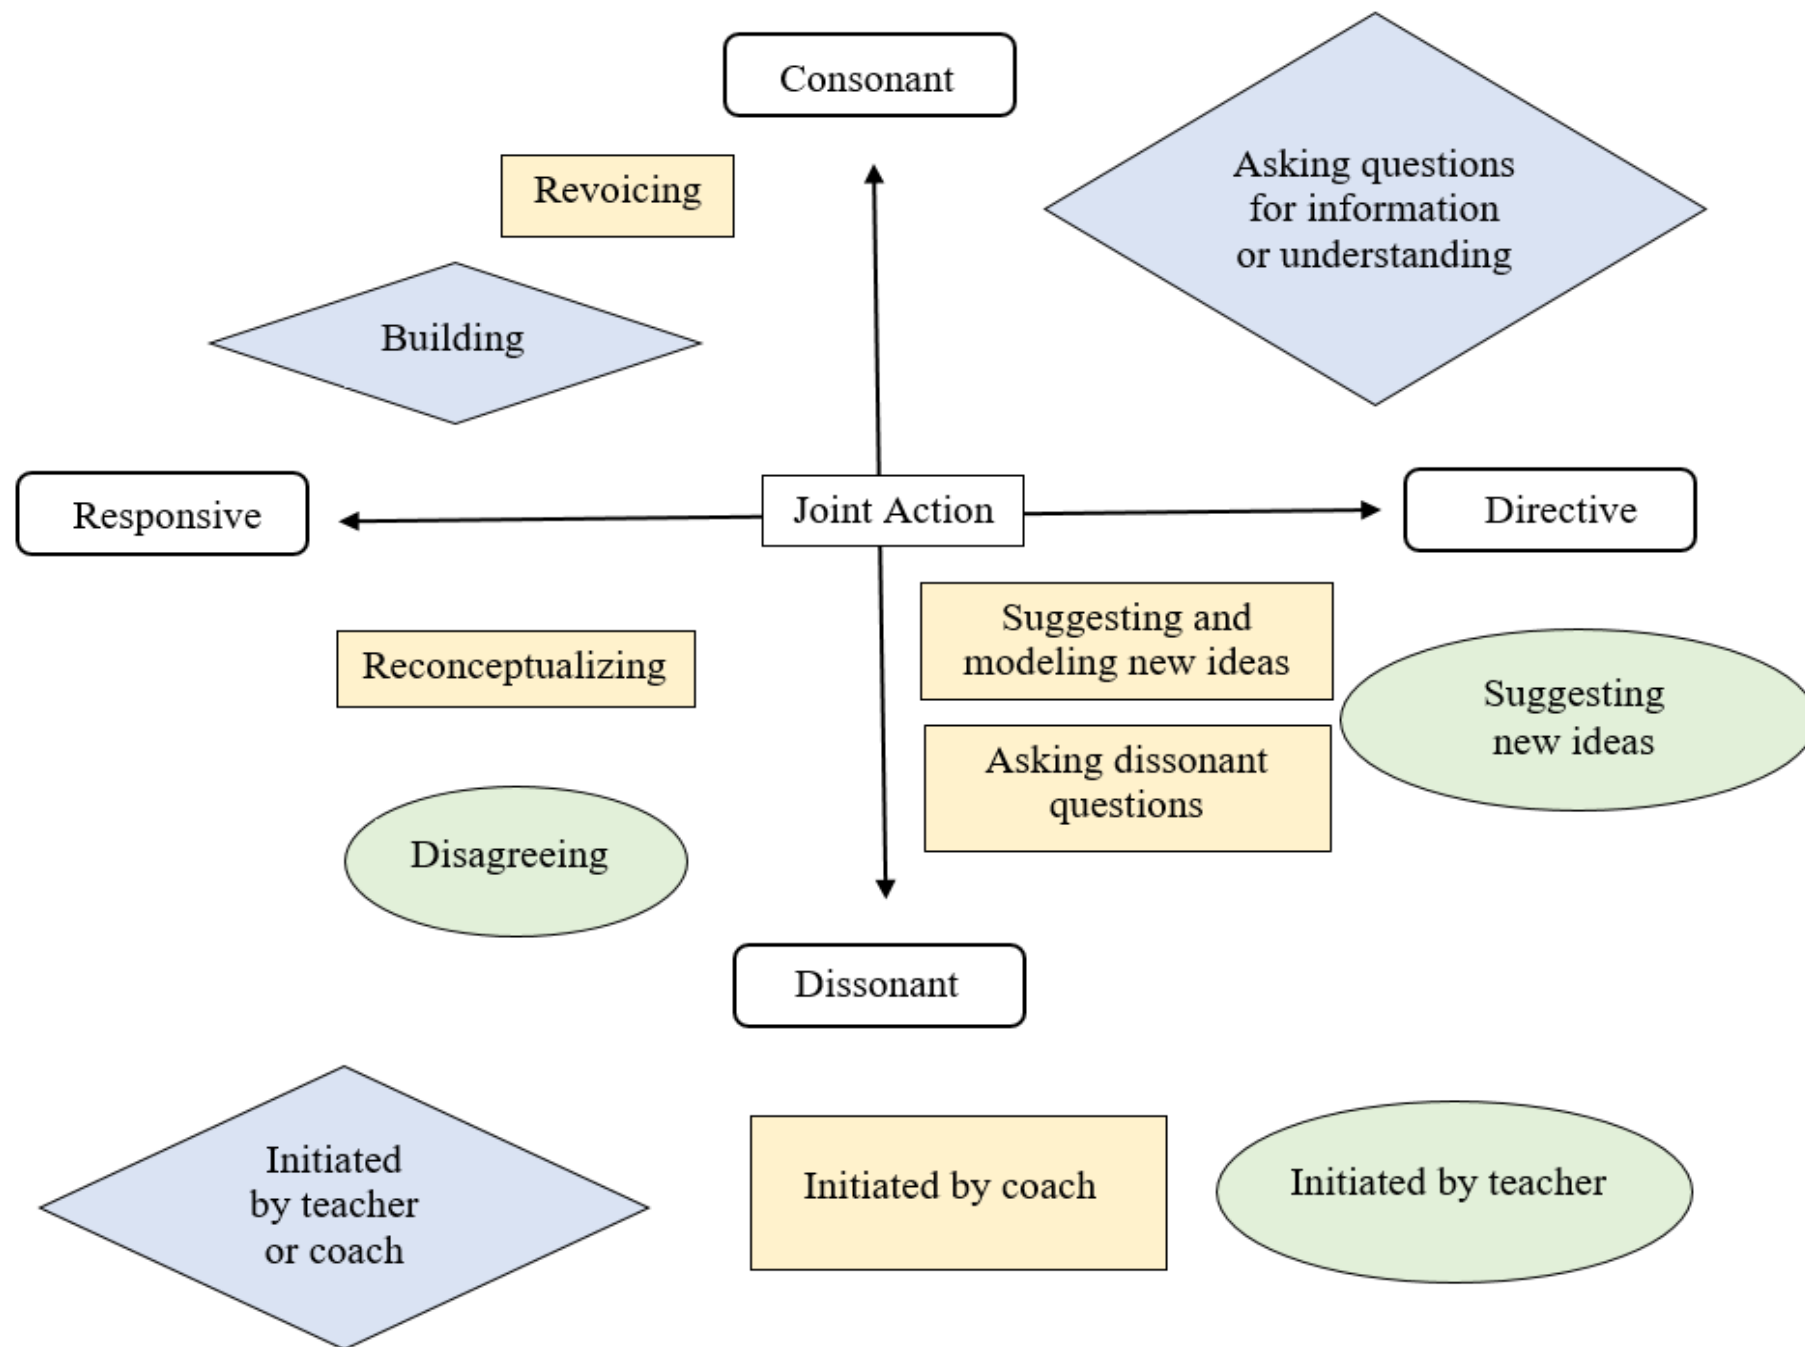 Consonant
Asking questions
for information
or understanding
Revoicing
Building
Responsive
Joint Action
Directive
Reconceptualizing
Suggesting and
modeling new ideas
Suggesting
new ideas
Asking dissonant
questions
Disagreeing
Dissonant
Initiated
by teacher
or coach
Initiated by coach
Initiated by teacher